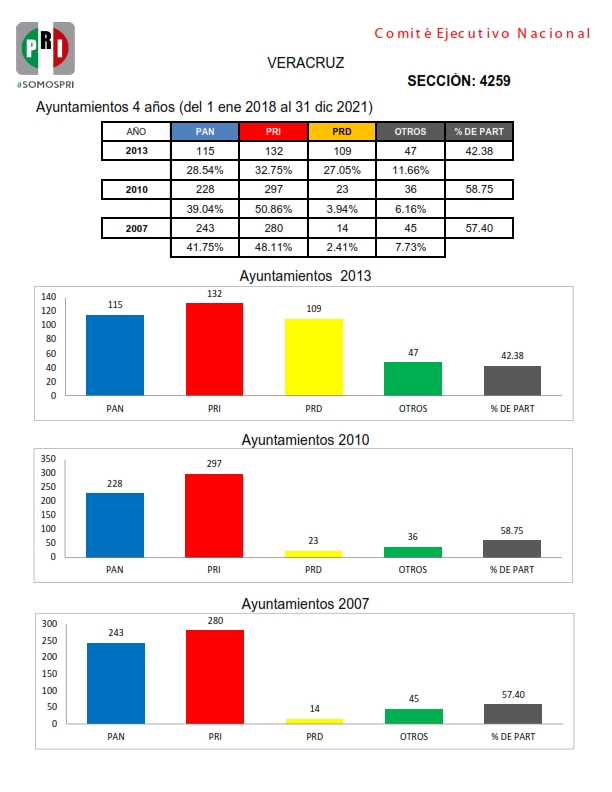 Comité Ejecutivo Nacional
PRI
#SOMOSPRI
VERACRUZ
SECCIÓN: 4259
Ayuntamientos 4 años (del 1 ene 2018 al 31 dic 2021)
AÑO PAN PRI PRD OTROS % DE PART
2013 115 132 109 47 42.38
28.54% 32.75% 27.05% 11.66%
2010 228 297 23 36 58.75
39.04% 50.86% 3.94% 6.16%
2007 243 280 14 45 57.40
41.75% 48.11% 2.41% 7.73%
Ayuntamientos 2013
140
120
100
80
60
40
20
0
115 132 109 47 42.38
PAN PRI PRD OTROS % DE PART
Ayuntamientos 2010
350
300
250
200
150
100
50
0
228 297 23 36 58.75
PAN PRI PRD OTROS % DE PART
Ayuntamientos 2007
300
250
200
150
100
50
0
243 280 14 45 57.40
PAN PRI PRD OTROS % DE PART